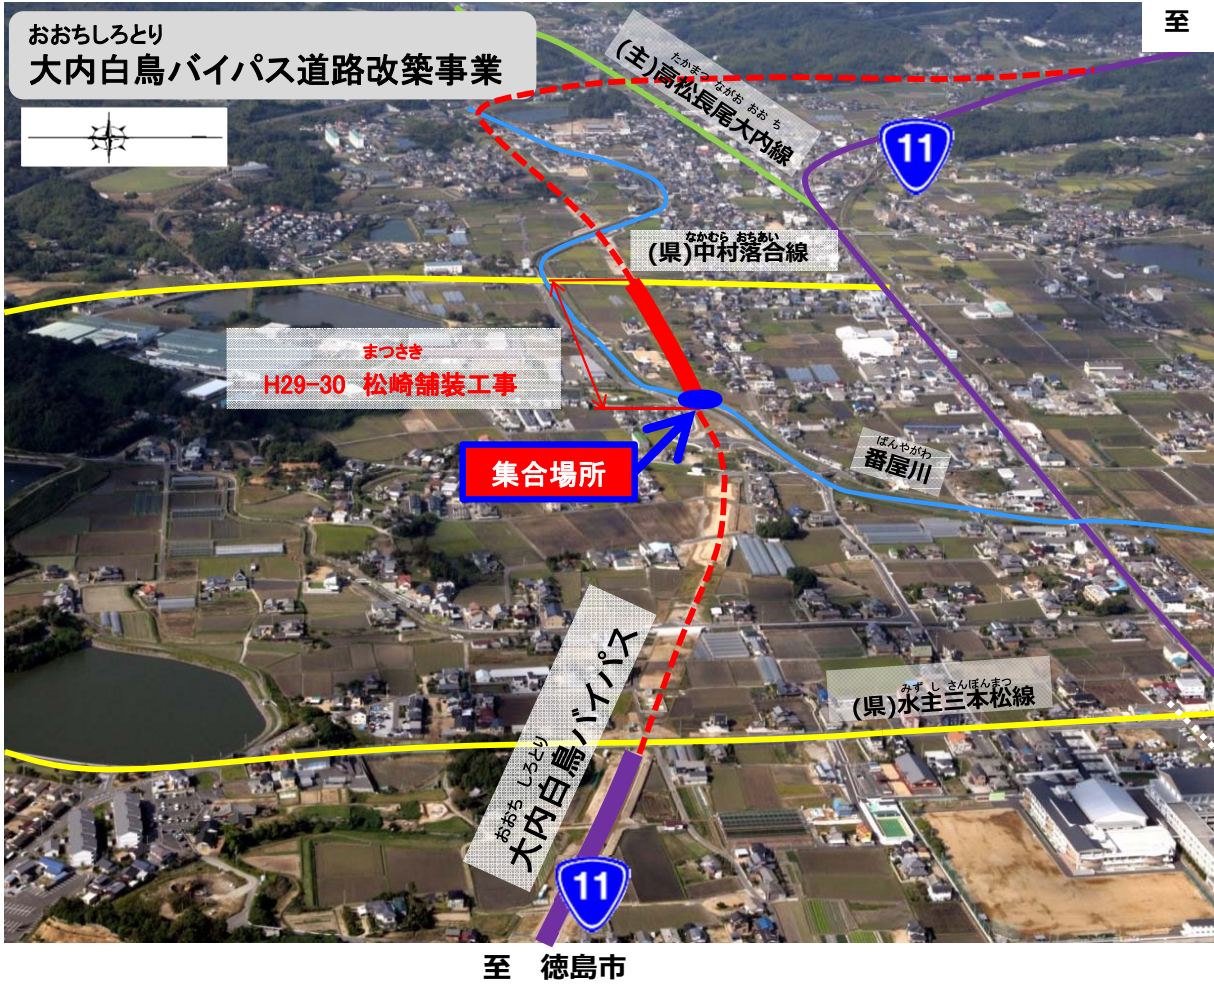 至
おおちしろとり
大内白鳥バイパス道路改築事業
たかまつ ながお おお ち
(主)高松長尾大内線
11
なかむら おちあい
(県)中村落合線
まつさき
H29-30 松崎舗装工事
ばんやがわ
番屋川
集合場所
みず し さんぼんまつ
(県)水主三本松線
おおち しろとり
大内白鳥バイパス
11
至 徳島市